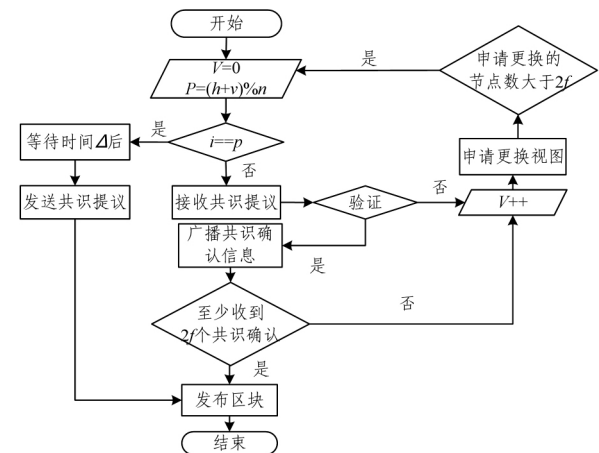 开始
V=0
P=(h+v)%n
是
申请更换的
节点数大于2f
等待时间Δ后
是
i==p
否
申请更换视图
发送共识提议
接收共识提议
验证
否
V++
广播共识确
认信息
是
至少收到
2f个共识确认
否
是
发布区块
结束